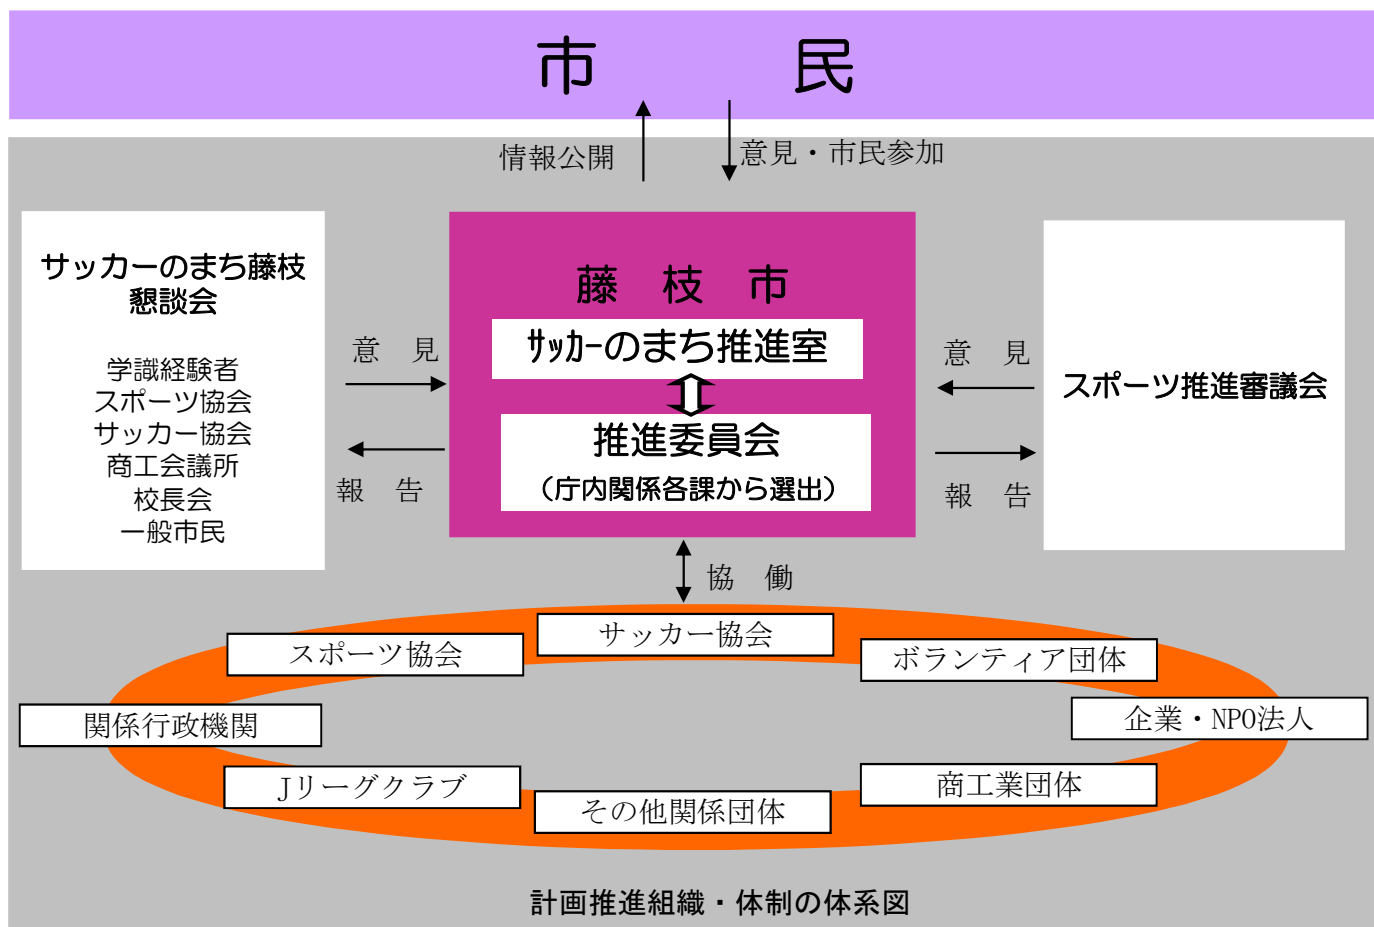 市　　民
情報公開
意見・市民参加
サッカーのまち藤枝
懇談会
学識経験者
スポーツ協会
サッカー協会
商工会議所
校長会
一般市民
意　見
報　告
藤　枝　市
ｻｯｶｰのまち推進室
推進委員会
（庁内関係各課から選出）
意　見
報　告
スポーツ推進審議会
協　働
サッカー協会
スポーツ協会
ボランティア団体
関係行政機関
企業・NPO法人
Jリーグクラブ
その他関係団体
商工業団体
計画推進組織・体制の体系図